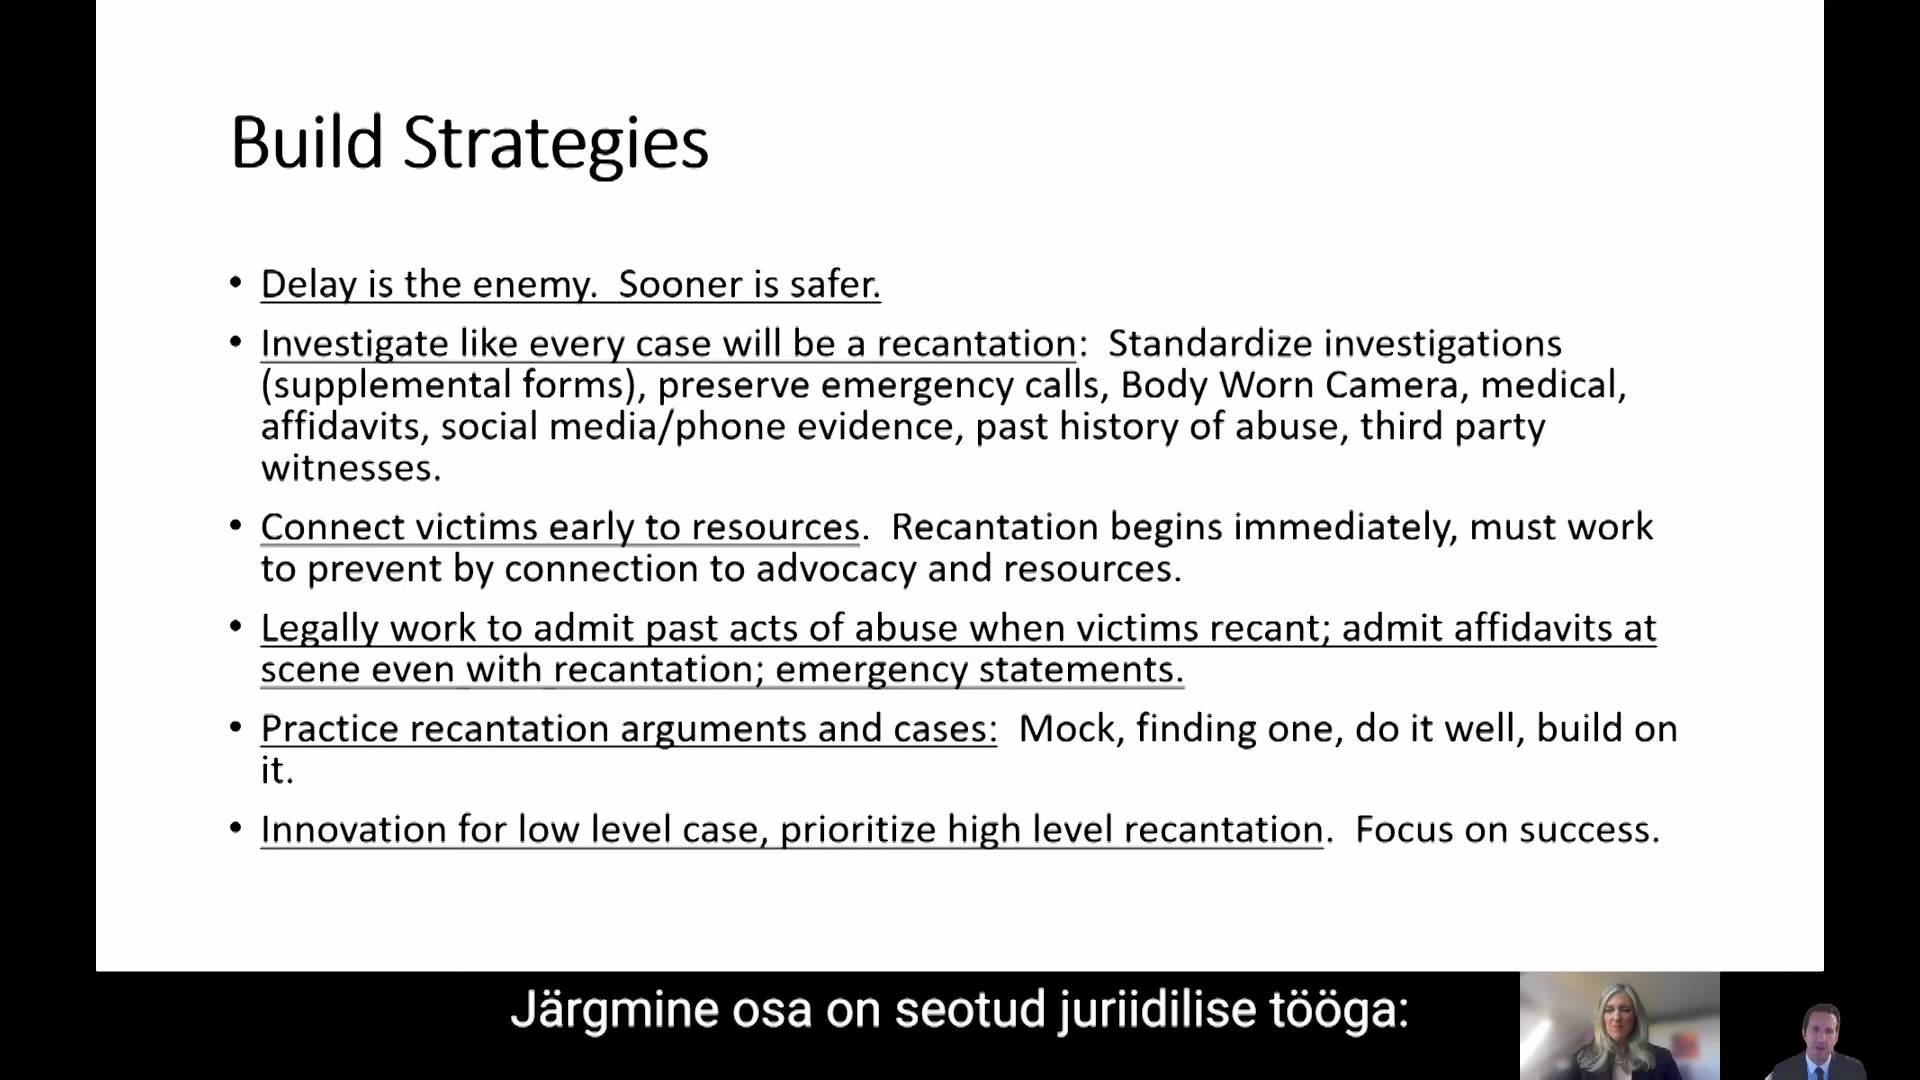 Build Strategies
• Delay is the enemy.  Sooner is safer.
• Investigate like every case will be a recantation:  Standardize investigations
(supplemental forms), preserve emergency calls, Body Worn Camera, medical,
affidavits, social media/phone evidence, past history of abuse, third party
witnesses.
• Connect victims early to resources.  Recantation begins immediately, must work
to prevent by connection to advocacy and resources.
• Legally work to admit past acts of abuse when victims recant; admit affidavits at
scene even with recantation; emergency statements.
• Practice recantation arguments and cases:  Mock, finding one, do it well, build on
it.
• Innovation for low level case, prioritize high level recantation.  Focus on success.
Järgmine osa on seotud juriidilise tööga: